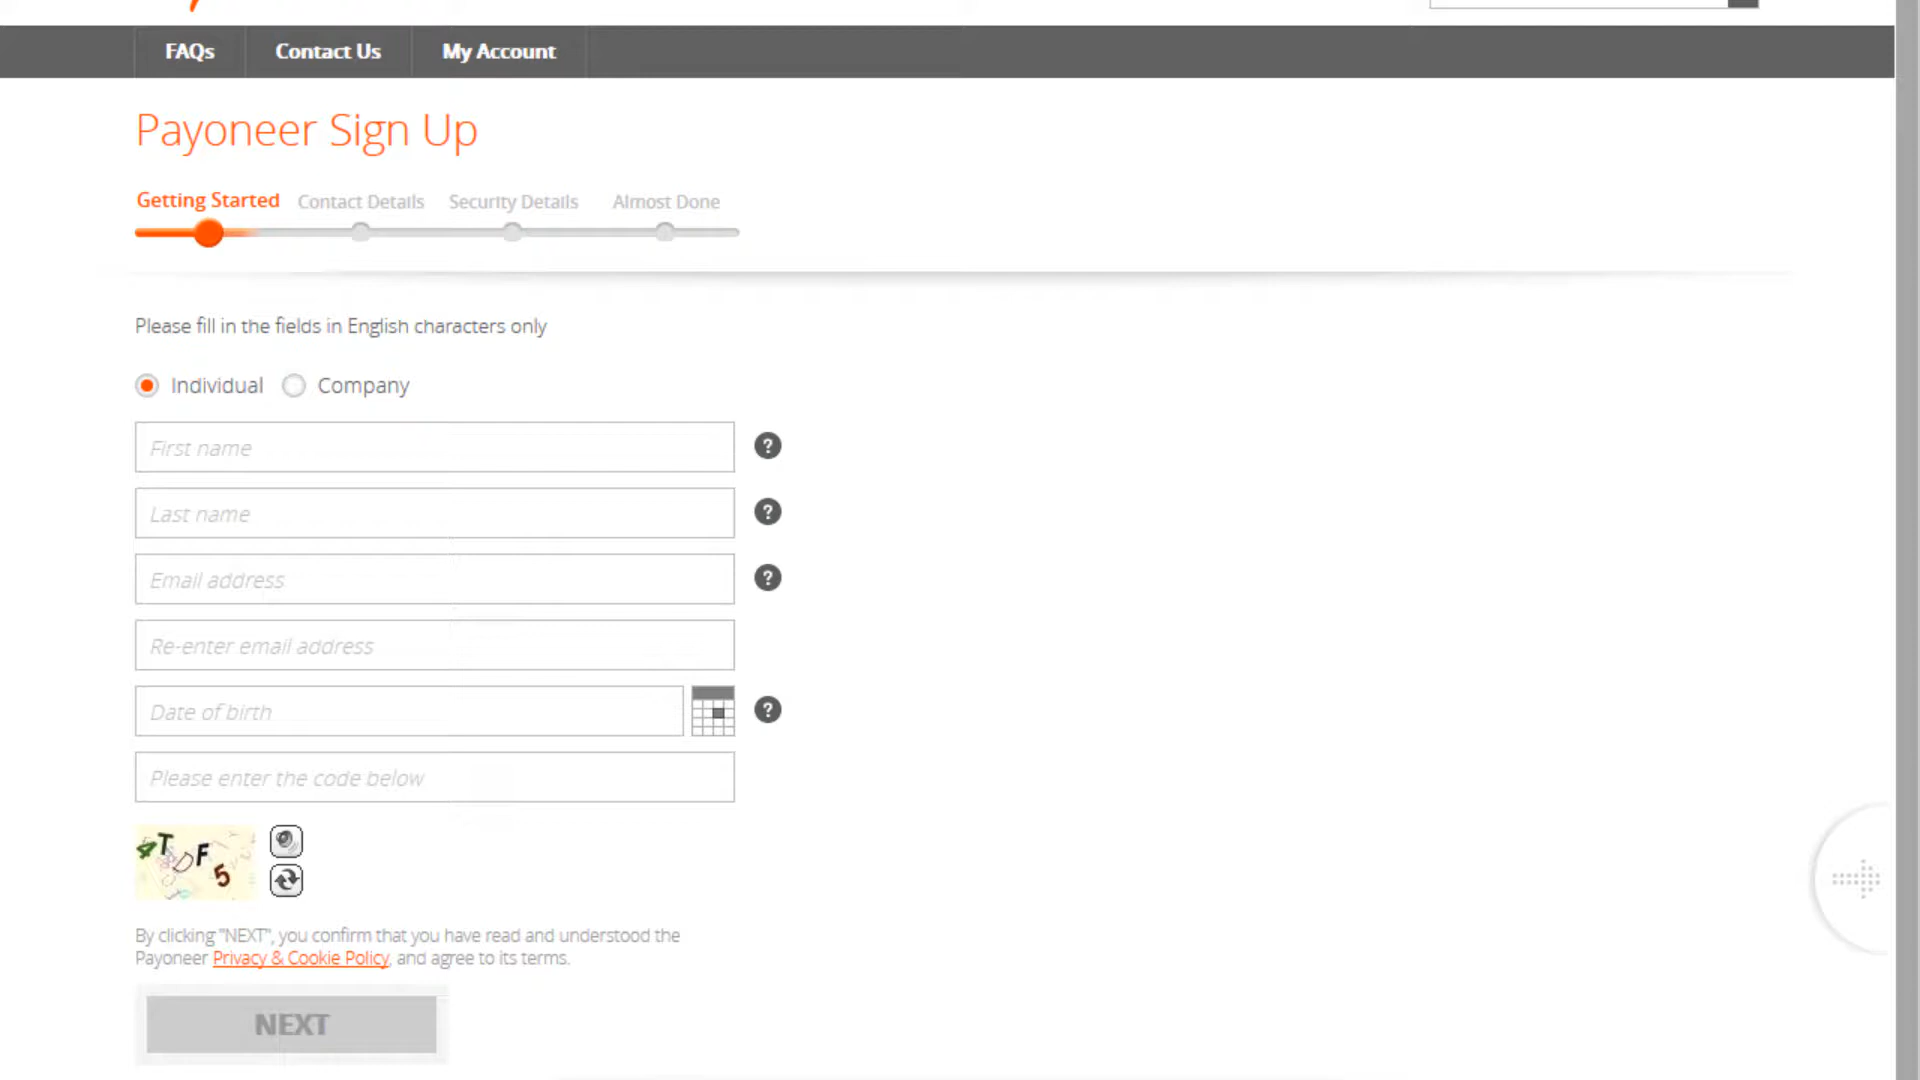 FAQs Contact Us My Account
Payoneer Sign Up
Getting Started Contact Details Security Details Almost Done
Please fill in the fields in English characters only
Individual Company
First name ?
Last name ?
Email address ?
Re-enter email address
Date of birth ?
Please enter the code below
4TDF5
By clicking "NEXT", you confirm that you have read and understood the
Payoneer Privacy & Cookie Policy, and agree to its terms.
NEXT